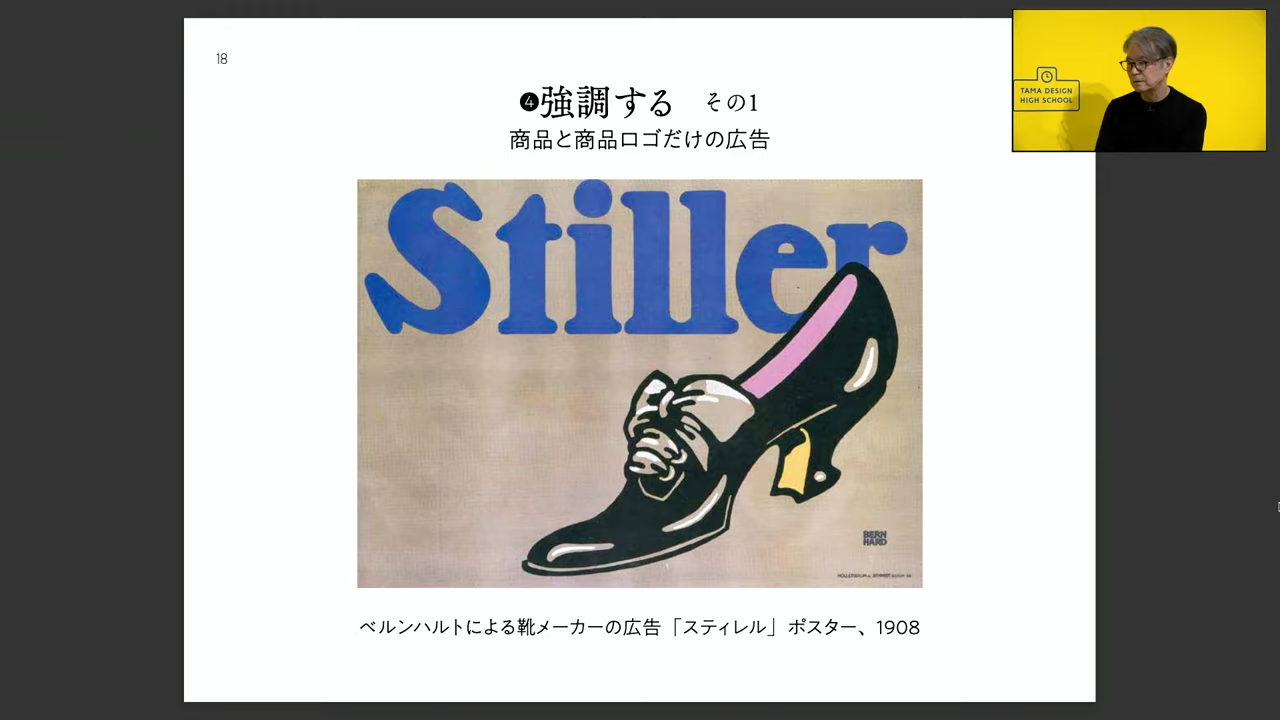 18
❹強調する その1
商品と商品ロゴだけの広告
Stiller
BERN
HARD
ベルンハルトによる靴メーカーの広告「スティレル」ポスター、1908
TAMA DESIGN
HIGH SCHOOL